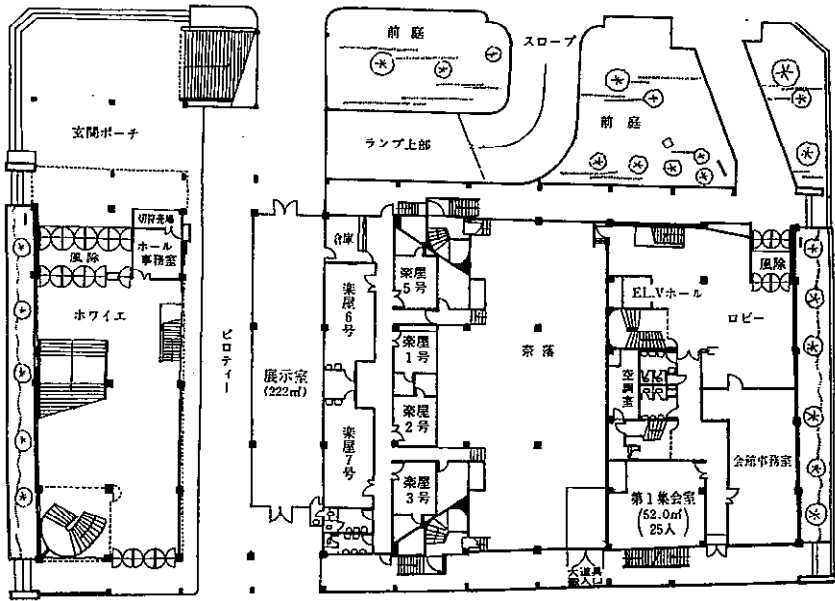 前庭
スロープ
前庭
ランプ上部
玄関ポーチ
切符売場
ホール
事務室
風除
ホワイエ
ピロティー
展示室
(222㎡)
倉庫
楽屋6号
楽屋7号
楽屋
5号
楽屋
1号
楽屋
2号
楽屋
3号
奈落
EL.Vホール
ロビー
風除
空調室
会館事務室
第1集会室
(52.0㎡)
25人
大道具
搬入口